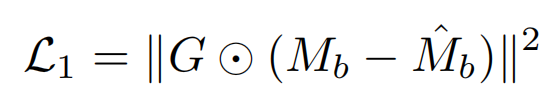 ℒ₁ = ‖G ⊙ (M_b − M̂_b)‖²